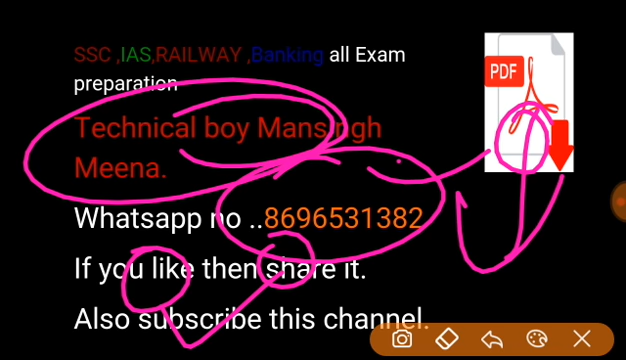 SSC ,IAS,RAILWAY ,Banking all Exam
preparation
Technical boy Mansingh
Meena.
Whatsapp no ..8696531382
If you like then share it.
Also subscribe this channel.
PDF